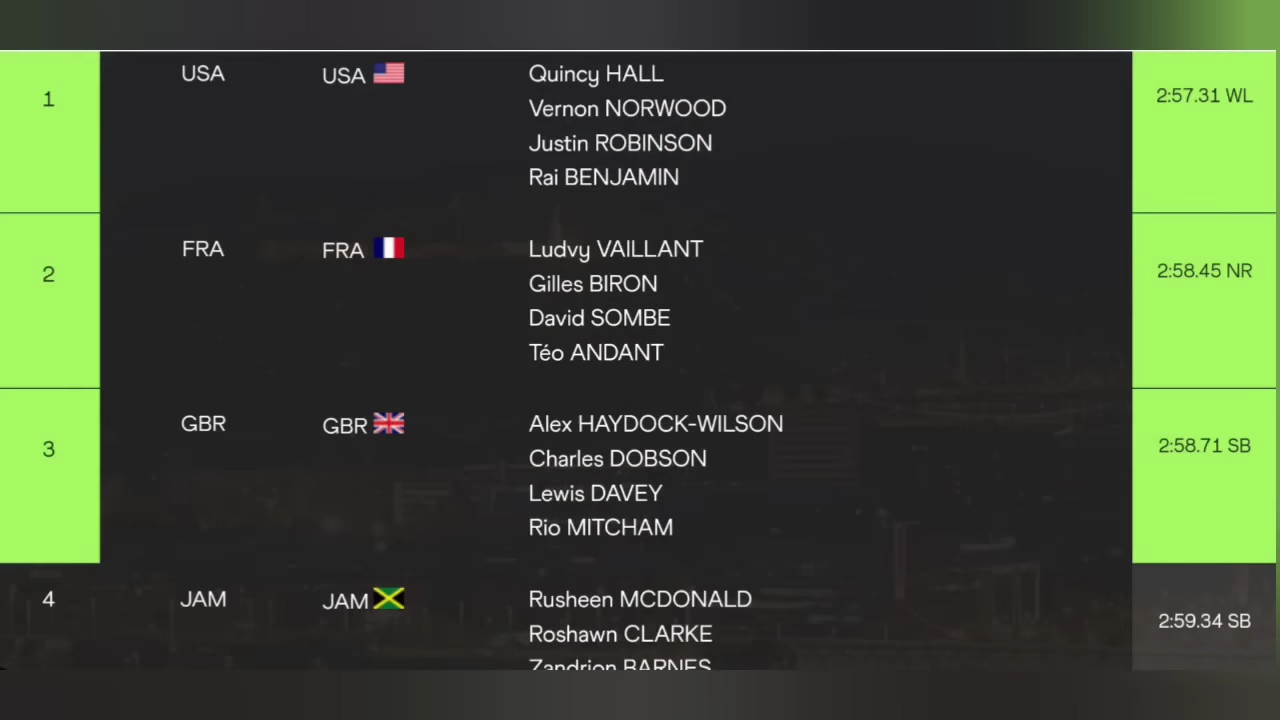 1 USA USA Quincy HALL 2:57.31 WL
Vernon NORWOOD
Justin ROBINSON
Rai BENJAMIN
2 FRA FRA Ludvy VAILLANT 2:58.45 NR
Gilles BIRON
David SOMBE
Téo ANDANT
3 GBR GBR Alex HAYDOCK-WILSON 2:58.71 SB
Charles DOBSON
Lewis DAVEY
Rio MITCHAM
4 JAM JAM Rusheen MCDONALD 2:59.34 SB
Roshawn CLARKE
Zandrion BARNES